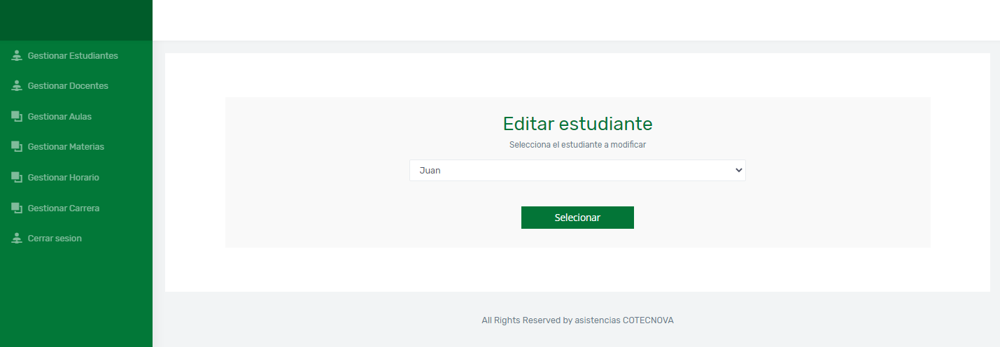 Gestionar Estudiantes
Gestionar Docentes
Gestionar Aulas
Gestionar Materias
Gestionar Horario
Gestionar Carrera
Cerrar sesion
Editar estudiante
Selecciona el estudiante a modificar
Juan
Selecionar
All Rights Reserved by asistencias COTECNOVA